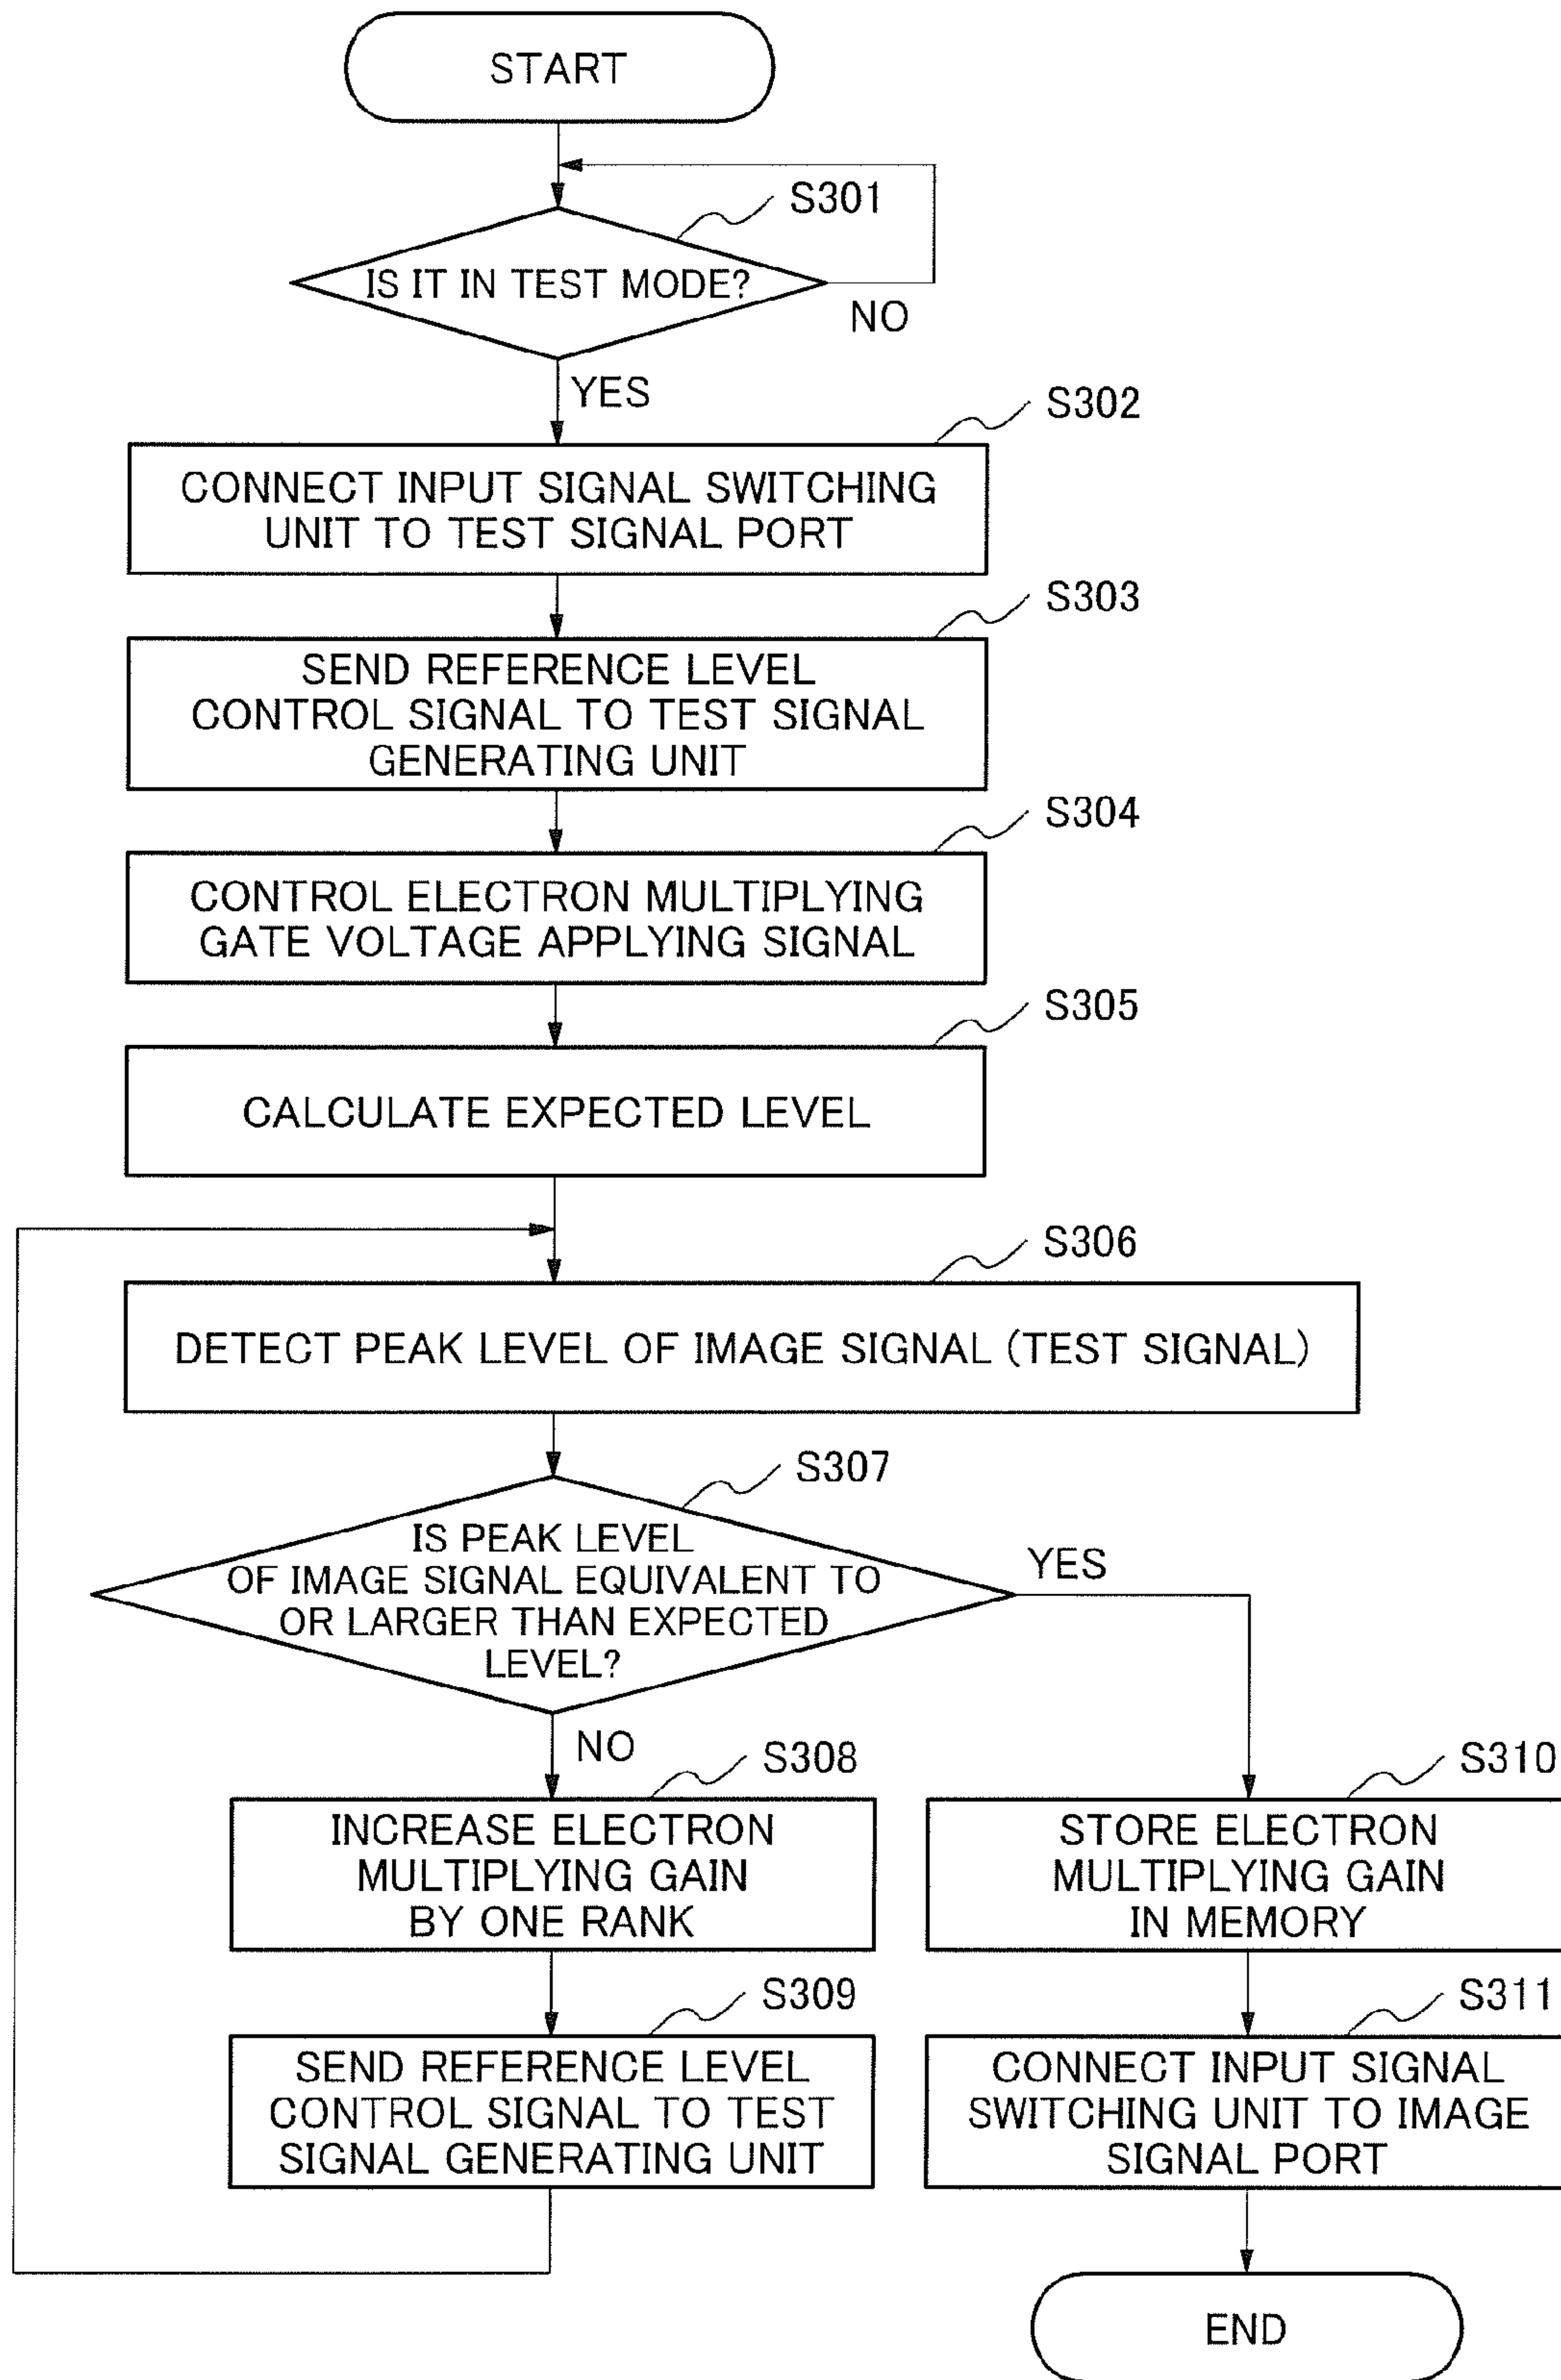 START
S301
IS IT IN TEST MODE?
NO
YES
S302
CONNECT INPUT SIGNAL SWITCHING
UNIT TO TEST SIGNAL PORT
S303
SEND REFERENCE LEVEL
CONTROL SIGNAL TO TEST SIGNAL
GENERATING UNIT
S304
CONTROL ELECTRON MULTIPLYING
GATE VOLTAGE APPLYING SIGNAL
S305
CALCULATE EXPECTED LEVEL
S306
DETECT PEAK LEVEL OF IMAGE SIGNAL (TEST SIGNAL)
S307
IS PEAK LEVEL
OF IMAGE SIGNAL EQUIVALENT TO
OR LARGER THAN EXPECTED
LEVEL?
YES
NO
S308
INCREASE ELECTRON
MULTIPLYING GAIN
BY ONE RANK
S309
SEND REFERENCE LEVEL
CONTROL SIGNAL TO TEST
SIGNAL GENERATING UNIT
S310
STORE ELECTRON
MULTIPLYING GAIN
IN MEMORY
S311
CONNECT INPUT SIGNAL
SWITCHING UNIT TO IMAGE
SIGNAL PORT
END